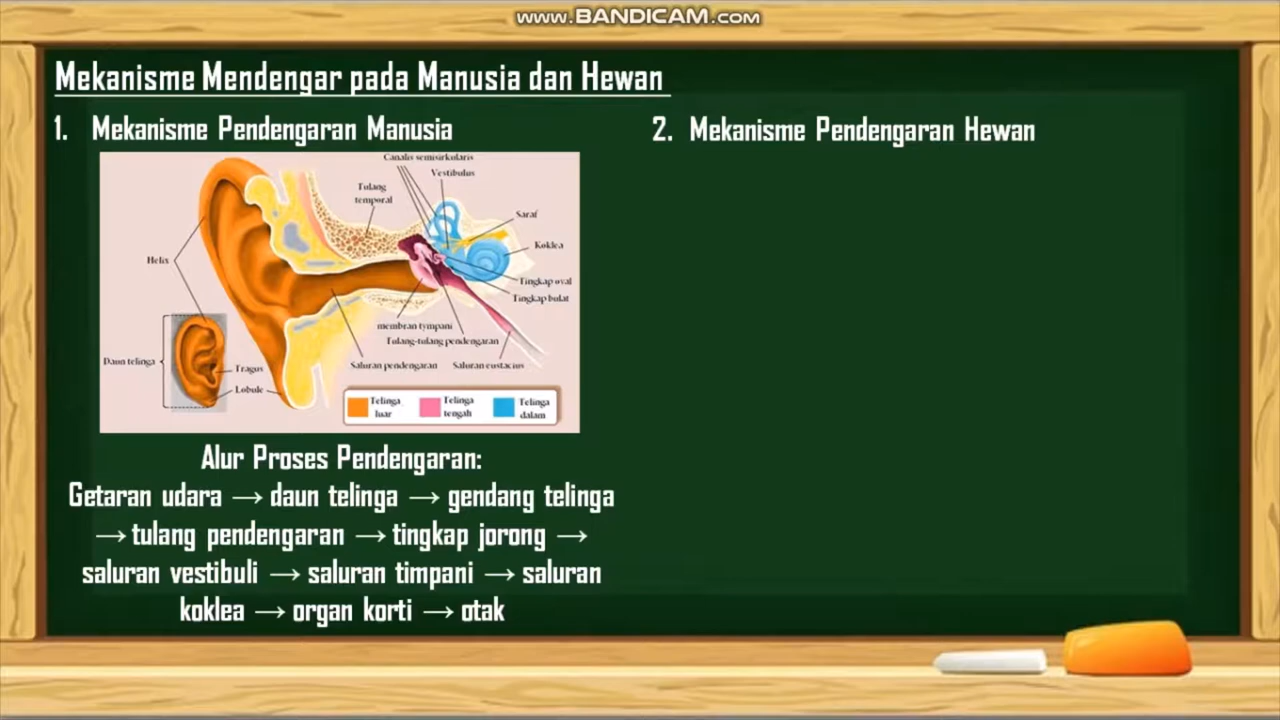 www.BANDICAM.com
Mekanisme Mendengar pada Manusia dan Hewan
1. Mekanisme Pendengaran Manusia
Canalis semisirkularis
Vestibulus
Tulang
temporal
Saraf
Koklea
Helix
Tingkap oval
Tingkap bulat
membran tympani
Tulang-tulang pendengaran
Daun telinga
Tragus
Saluran pendengaran
Saluran eustacius
Lobule
Telinga
luar
Telinga
tengah
Telinga
dalam
Alur Proses Pendengaran:
Getaran udara → daun telinga → gendang telinga
→ tulang pendengaran → tingkap jorong →
saluran vestibuli → saluran timpani → saluran
koklea → organ korti → otak
2. Mekanisme Pendengaran Hewan